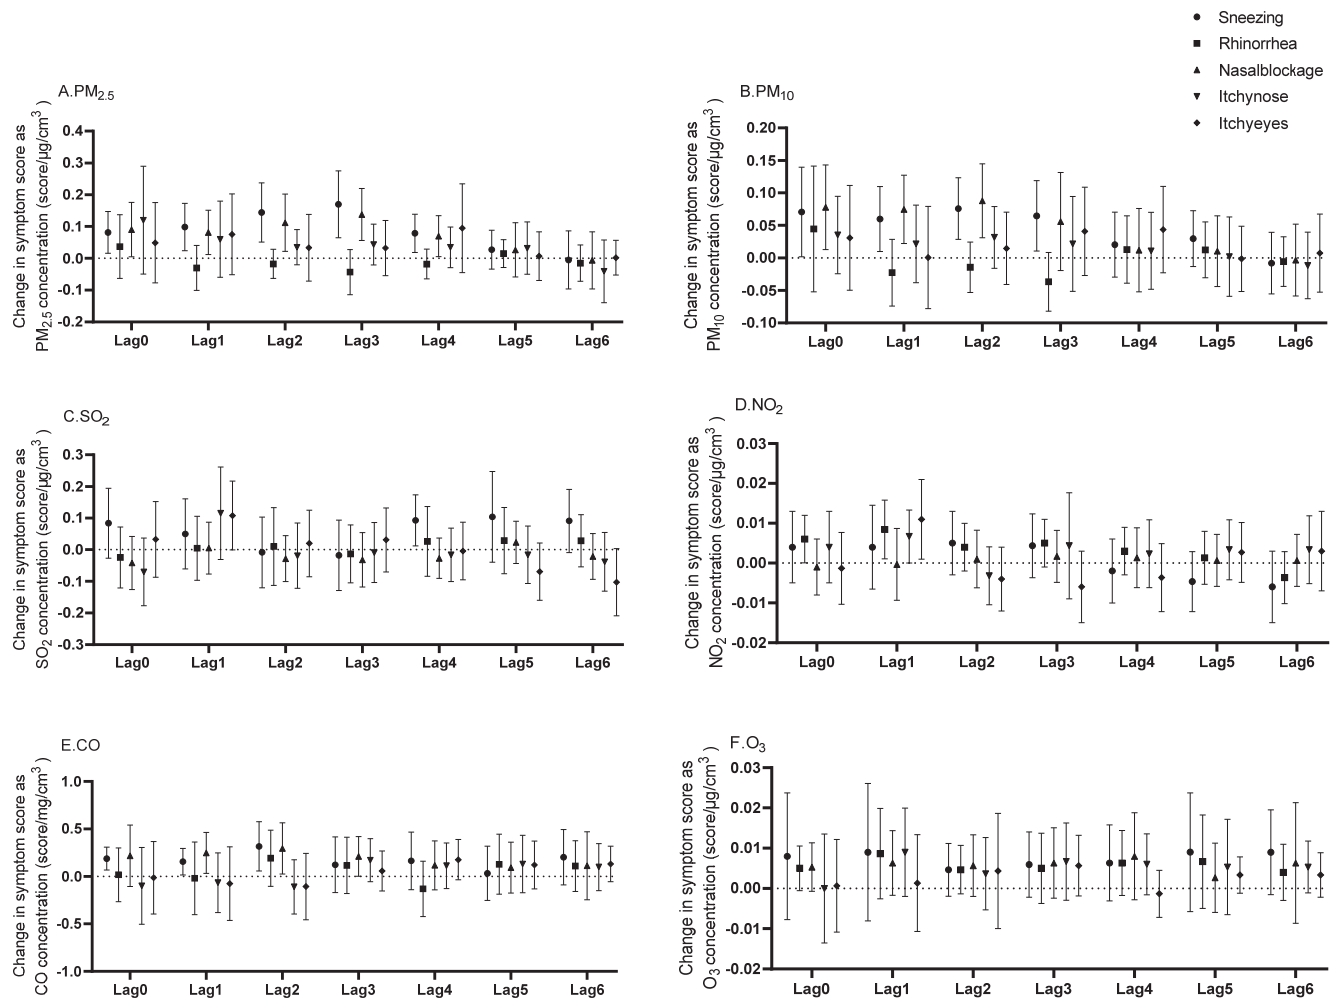 Sneezing
Rhinorrhea
Nasalblockage
Itchynose
Itchyeyes
A.PM2.5
Change in symptom score as
PM2.5 concentration (score/μg/cm3 )
0.4
0.3
0.2
0.1
0.0
-0.1
-0.2
Lag0 Lag1 Lag2 Lag3 Lag4 Lag5 Lag6
B.PM10
Change in symptom score as
PM10 concentration (score/μg/cm3 )
0.20
0.15
0.10
0.05
0.00
-0.05
-0.10
Lag0 Lag1 Lag2 Lag3 Lag4 Lag5 Lag6
C.SO2
Change in symptom score as
SO2 concentration (score/μg/cm3 )
0.3
0.2
0.1
0.0
-0.1
-0.2
-0.3
Lag0 Lag1 Lag2 Lag3 Lag4 Lag5 Lag6
D.NO2
Change in symptom score as
NO2 concentration (score/μg/cm3 )
0.03
0.02
0.01
0.00
-0.01
-0.02
Lag0 Lag1 Lag2 Lag3 Lag4 Lag5 Lag6
E.CO
Change in symptom score as
CO concentration (score/mg/cm3 )
1.0
0.5
0.0
-0.5
-1.0
Lag0 Lag1 Lag2 Lag3 Lag4 Lag5 Lag6
F.O3
Change in symptom score as
O3 concentration (score/μg/cm3 )
0.03
0.02
0.01
0.00
-0.01
-0.02
Lag0 Lag1 Lag2 Lag3 Lag4 Lag5 Lag6